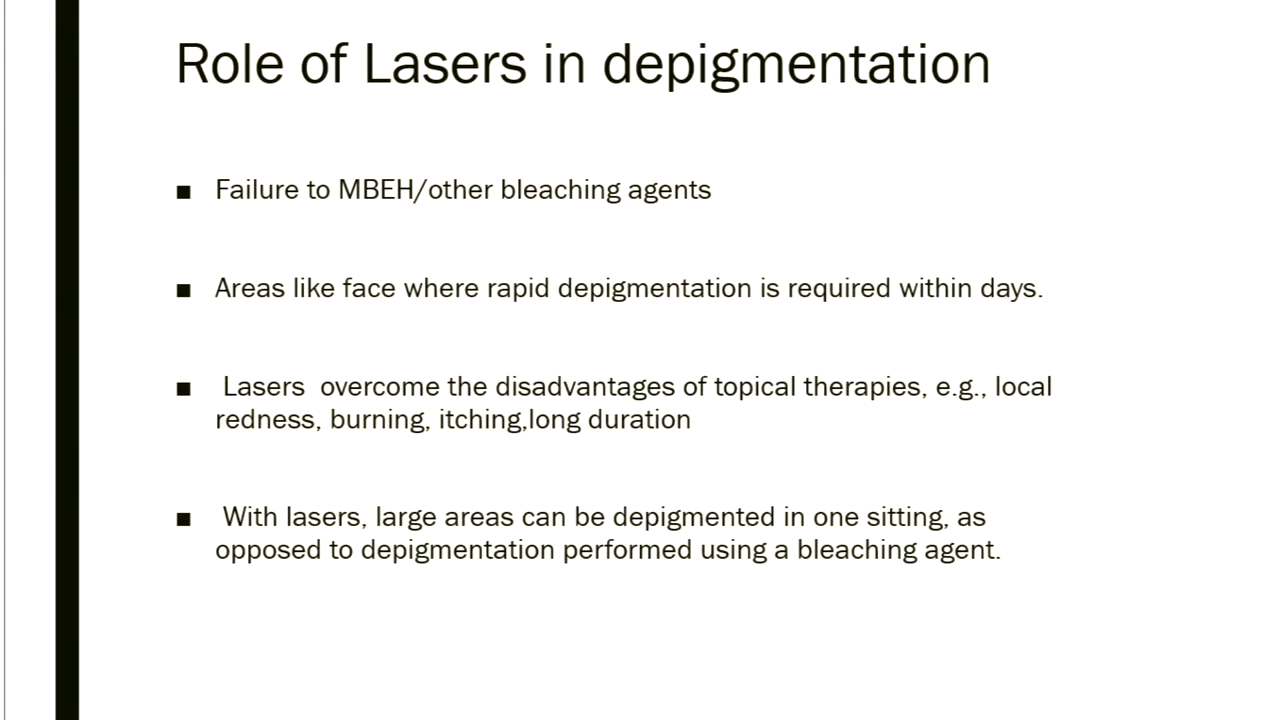 Role of Lasers in depigmentation
■ Failure to MBEH/other bleaching agents
■ Areas like face where rapid depigmentation is required within days.
■ Lasers overcome the disadvantages of topical therapies, e.g., local
redness, burning, itching,long duration
■ With lasers, large areas can be depigmented in one sitting, as
opposed to depigmentation performed using a bleaching agent.